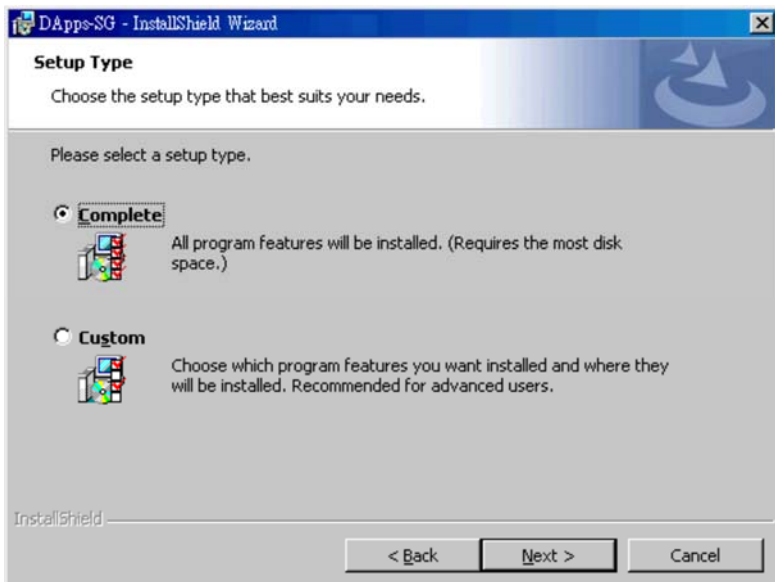 DApps-SG - InstallShield Wizard
Setup Type
Choose the setup type that best suits your needs.
Please select a setup type.
Complete
All program features will be installed. (Requires the most disk
space.)
Custom
Choose which program features you want installed and where they
will be installed. Recommended for advanced users.
InstallShield
< Back
Next >
Cancel